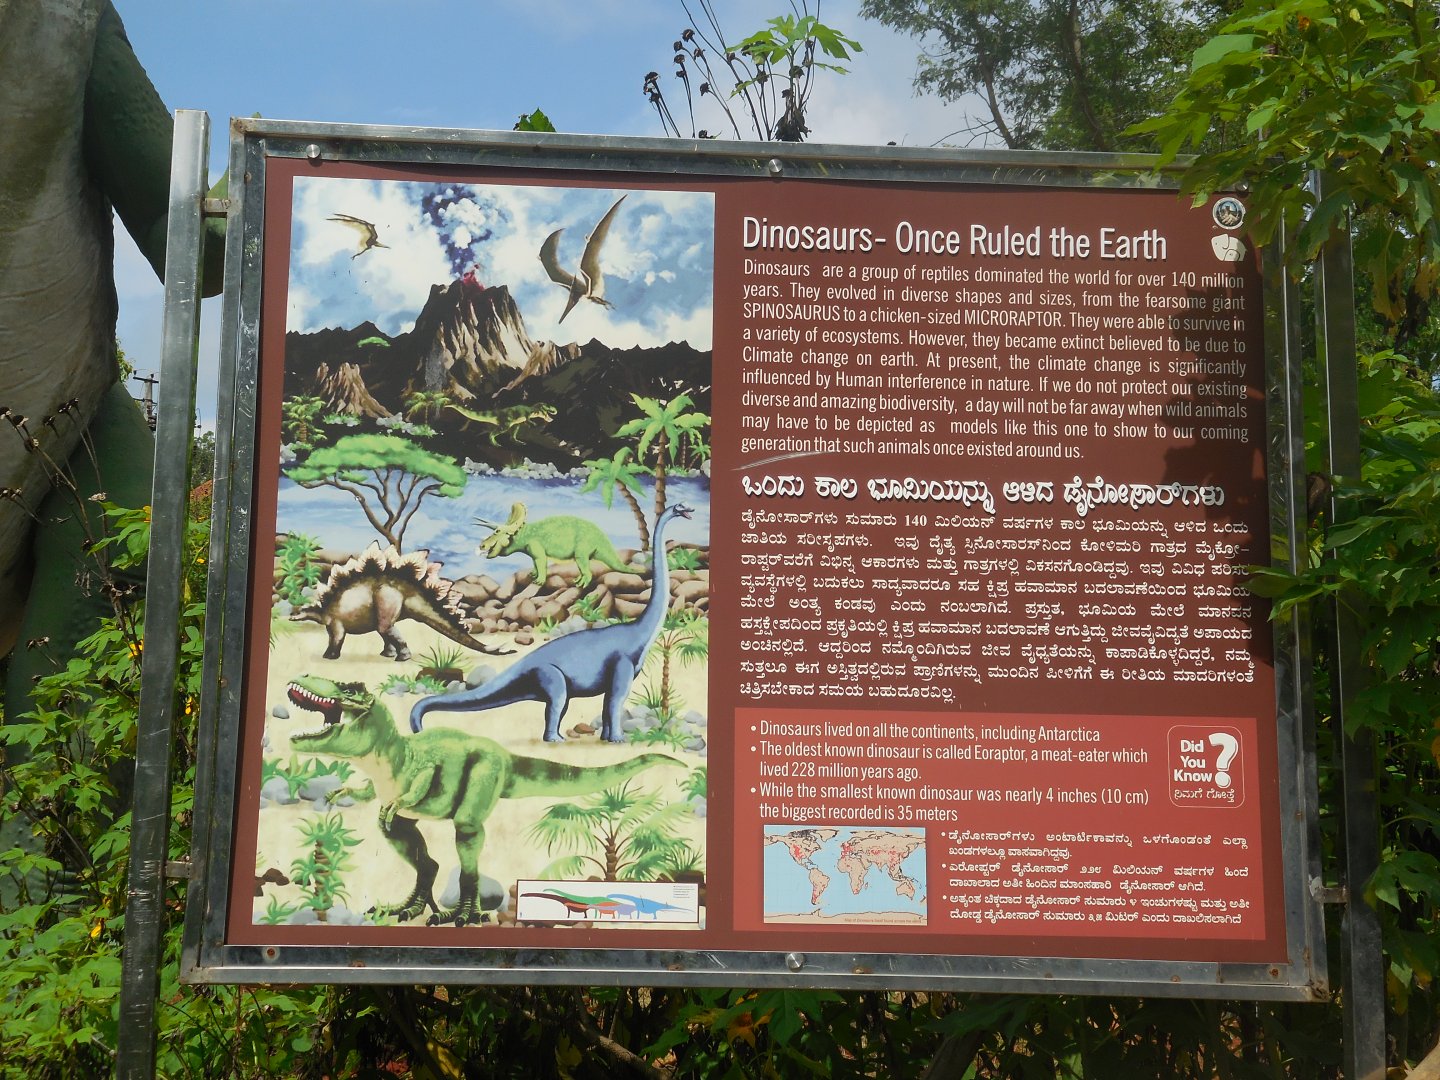 Dinosaurs- Once Ruled the Earth
Dinosaurs are a group of reptiles dominated the world for over 140 million
years. They evolved in diverse shapes and sizes, from the fearsome giant
SPINOSAURUS to a chicken-sized MICRORAPTOR. They were able to survive in
a variety of ecosystems. However, they became extinct believed to be due to
Climate change on earth. At present, the climate change is significantly
influenced by Human interference in nature. If we do not protect our existing
diverse and amazing biodiversity, a day will not be far away when wild animals
may have to be depicted as models like this one to show to our coming
generation that such animals once existed around us.
ಒಂದು ಕಾಲ ಭೂಮಿಯನ್ನು ಆಳಿದ ಡೈನೋಸಾರ್‌ಗಳು
ಡೈನೋಸಾರ್‌ಗಳು ಸುಮಾರು 140 ಮಿಲಿಯನ್ ವರ್ಷಗಳ ಕಾಲ ಭೂಮಿಯನ್ನು ಆಳಿದ ಒಂದು
ಜಾತಿಯ ಸರೀಸೃಪಗಳು. ಇವು ದೈತ್ಯ ಸ್ಪಿನೋಸಾರಸ್‌ನಿಂದ ಕೋಳಿಮರಿ ಗಾತ್ರದ ಮೈಕ್ರೋ-
ರಾಪ್ಟರ್‌ವರೆಗೆ ವಿಭಿನ್ನ ಆಕಾರಗಳು ಮತ್ತು ಗಾತ್ರಗಳಲ್ಲಿ ವಿಕಸನಗೊಂಡಿದ್ದವು. ಇವು ವಿವಿಧ ಪರಿಸರ
ವ್ಯವಸ್ಥೆಗಳಲ್ಲಿ ಬದುಕಲು ಸಾಧ್ಯವಾದರೂ ಸಹ ಕ್ಷಿಪ್ರ ಹವಾಮಾನ ಬದಲಾವಣೆಯಿಂದ ಭೂಮಿಯ
ಮೇಲೆ ಅಂತ್ಯ ಕಂಡವು ಎಂದು ನಂಬಲಾಗಿದೆ. ಪ್ರಸ್ತುತ, ಭೂಮಿಯ ಮೇಲೆ ಮಾನವನ
ಹಸ್ತಕ್ಷೇಪದಿಂದ ಪ್ರಕೃತಿಯಲ್ಲಿ ಕ್ಷಿಪ್ರ ಹವಾಮಾನ ಬದಲಾವಣೆ ಆಗುತ್ತಿದ್ದು ಜೀವವೈವಿದ್ಯತೆ ಅಪಾಯದ
ಅಂಚಿನಲ್ಲಿದೆ. ಆದ್ದರಿಂದ ನಮ್ಮೊಂದಿಗಿರುವ ಜೀವ ವೈಧ್ಯತೆಯನ್ನು ಕಾಪಾಡಿಕೊಳ್ಳದಿದ್ದರೆ, ನಮ್ಮ
ಸುತ್ತಲೂ ಈಗ ಅಸ್ತಿತ್ವದಲ್ಲಿರುವ ಪ್ರಾಣಿಗಳನ್ನು ಮುಂದಿನ ಪೀಳಿಗೆಗೆ ಈ ರೀತಿಯ ಮಾದರಿಗಳಂತೆ
ಚಿತ್ರಿಸಬೇಕಾದ ಸಮಯ ಬಹುದೂರವಿಲ್ಲ.
• Dinosaurs lived on all the continents, including Antarctica
• The oldest known dinosaur is called Eoraptor, a meat-eater which
lived 228 million years ago.
• While the smallest known dinosaur was nearly 4 inches (10 cm)
the biggest recorded is 35 meters
Did
You
Know ?
ನಿಮಗೆ ಗೊತ್ತೆ
• ಡೈನೋಸಾರ್‌ಗಳು ಅಂಟಾರ್ಟಿಕಾವನ್ನು ಒಳಗೊಂಡಂತೆ ಎಲ್ಲಾ
ಖಂಡಗಳಲ್ಲೂ ವಾಸವಾಗಿದ್ದವು.
• ಎರೋಪ್ಟರ್ ಡೈನೋಸಾರ್ ೨೨೮ ಮಿಲಿಯನ್ ವರ್ಷಗಳ ಹಿಂದೆ
ದಾಖಾಲಾದ ಅತೀ ಹಿಂದಿನ ಮಾಂಸಹಾರಿ ಡೈನೋಸಾರ್ ಆಗಿದೆ.
• ಅತ್ಯಂತ ಚಿಕ್ಕದಾದ ಡೈನೋಸಾರ್ ಸುಮಾರು ೪ ಇಂಚುಗಳಷ್ಟು ಮತ್ತು ಅತೀ
ದೊಡ್ಡ ಡೈನೋಸಾರ್ ಸುಮಾರು ೩೫ ಮಿಟರ್ ಎಂದು ದಾಖಲಿಸಲಾಗಿದೆ